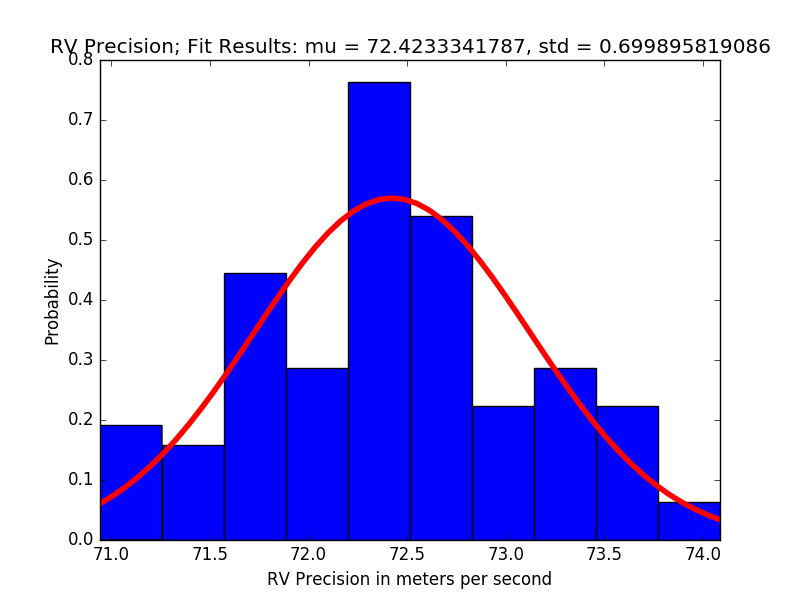 RV Precision; Fit Results: mu = 72.4233341787, std = 0.699895819086
0.8
0.7
0.6
0.5
0.4
0.3
0.2
0.1
0.0
Probability
71.0 71.5 72.0 72.5 73.0 73.5 74.0
RV Precision in meters per second